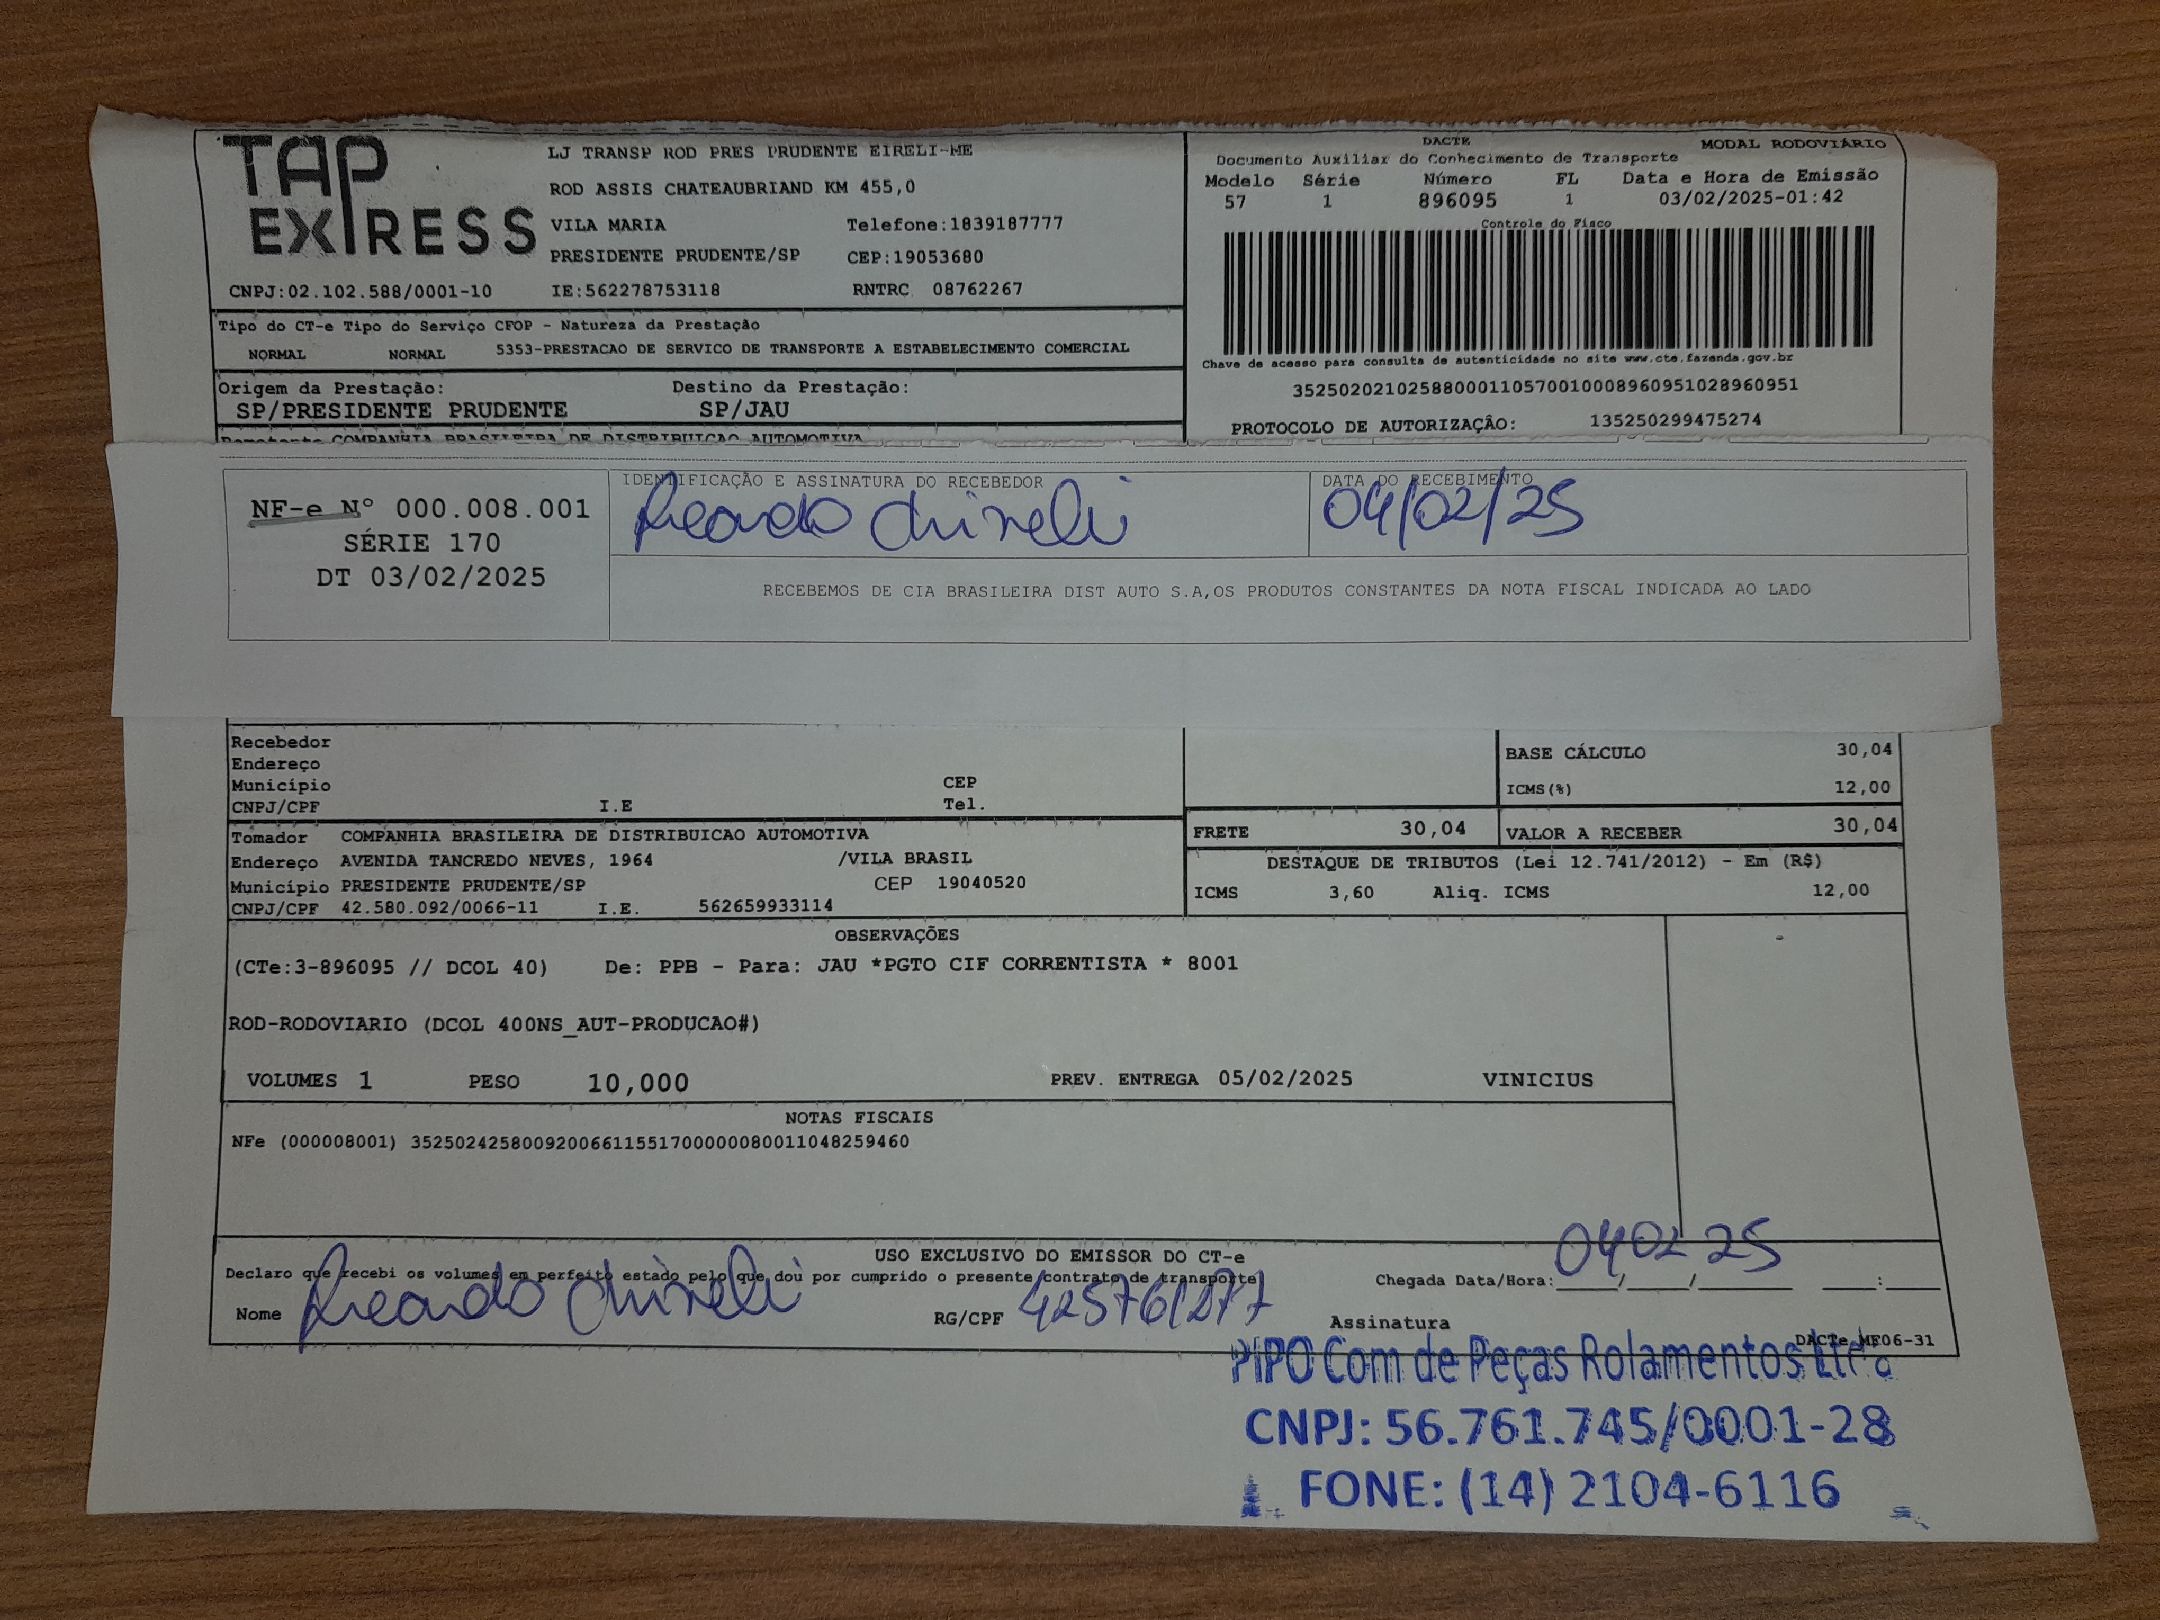 TAP EXPRESS
LJ TRANSP ROD PRES PRUDENTE EIRELI-ME
ROD ASSIS CHATEAUBRIAND KM 455,0
VILA MARIA Telefone:1839187777
PRESIDENTE PRUDENTE/SP CEP:19053680
CNPJ:02.102.588/0001-10 IE:562278753118 RNTRC 08762267
DACTE MODAL RODOVIÁRIO
Documento Auxiliar do Conhecimento de Transporte
Modelo Série Número FL Data e Hora de Emissão
57 1 896095 1 03/02/2025-01:42
Controle do Fisco
Chave de acesso para consulta de autenticidade no site www.cte.fazenda.gov.br
35250202102588000110570010008960951028960951
PROTOCOLO DE AUTORIZAÇÂO: 135250299475274
Tipo do CT-e Tipo do Serviço CFOP - Natureza da Prestação
NORMAL NORMAL 5353-PRESTACAO DE SERVICO DE TRANSPORTE A ESTABELECIMENTO COMERCIAL
Origem da Prestação: Destino da Prestação:
SP/PRESIDENTE PRUDENTE SP/JAU
Remetente COMPANHIA BRASILEIRA DE DISTRIBUICAO AUTOMOTIVA
NF-e Nº 000.008.001
SÉRIE 170
DT 03/02/2025
IDENTIFICAÇÃO E ASSINATURA DO RECEBEDOR
DATA DO RECEBIMENTO
04/02/25
RECEBEMOS DE CIA BRASILEIRA DIST AUTO S.A,OS PRODUTOS CONSTANTES DA NOTA FISCAL INDICADA AO LADO
Recebedor
Endereço
Município CEP
CNPJ/CPF I.E Tel.
BASE CÁLCULO 30,04
ICMS(%) 12,00
FRETE 30,04 VALOR A RECEBER 30,04
Tomador COMPANHIA BRASILEIRA DE DISTRIBUICAO AUTOMOTIVA
Endereço AVENIDA TANCREDO NEVES, 1964 /VILA BRASIL
Município PRESIDENTE PRUDENTE/SP CEP 19040520
CNPJ/CPF 42.580.092/0066-11 I.E. 562659933114
DESTAQUE DE TRIBUTOS (Lei 12.741/2012) - Em (R$)
ICMS 3,60 Aliq. ICMS 12,00
OBSERVAÇÕES
(CTe:3-896095 // DCOL 40) De: PPB - Para: JAU *PGTO CIF CORRENTISTA * 8001
ROD-RODOVIARIO (DCOL 400NS_AUT-PRODUCAO#)
VOLUMES 1 PESO 10,000 PREV. ENTREGA 05/02/2025 VINICIUS
NOTAS FISCAIS
NFe (000008001) 35250242580092006611551700000080011048259460
USO EXCLUSIVO DO EMISSOR DO CT-e
Declaro que recebi os volumes em perfeito estado pelo que dou por cumprido o presente contrato de transporte
Chegada Data/Hora: 04 02 25
Nome RG/CPF
Assinatura
DACTe MF06-31
PIPO Com de Peças Rolamentos Ltda
CNPJ: 56.761.745/0001-28
FONE: (14) 2104-6116